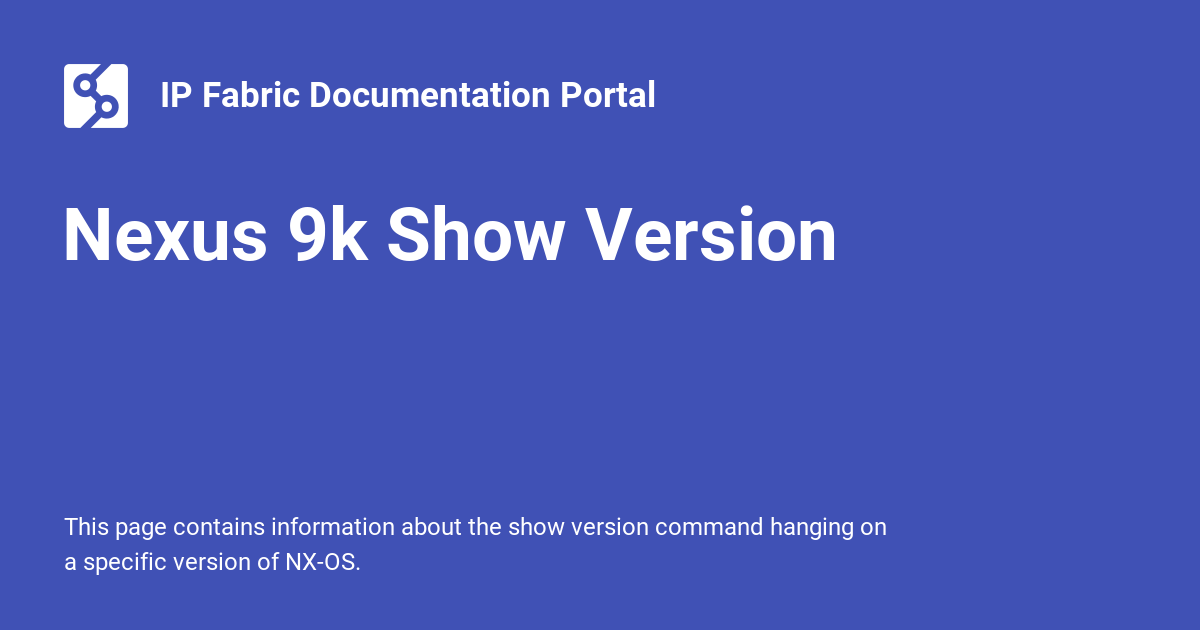 IP Fabric Documentation Portal
Nexus 9k Show Version
This page contains information about the show version command hanging on
a specific version of NX-OS.